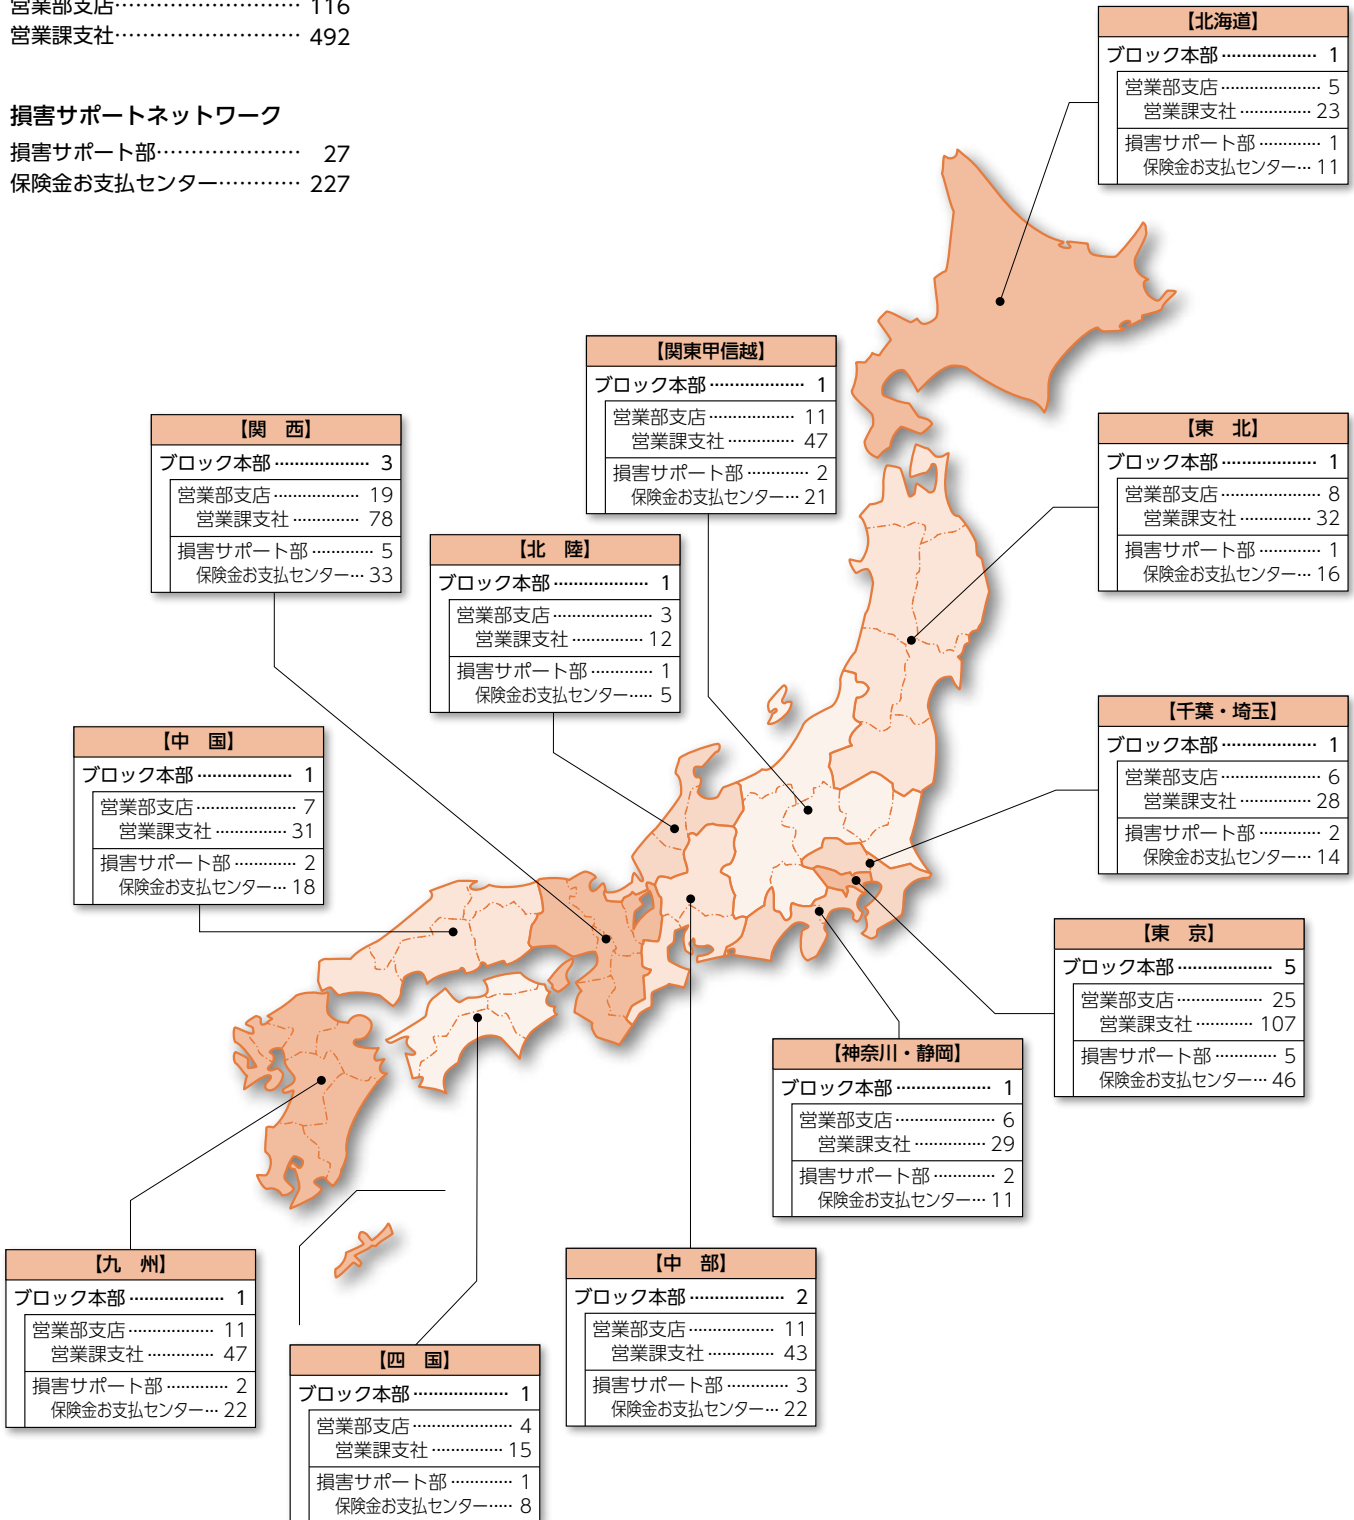 営業部支店………………………… 116
営業課支社………………………… 492
損害サポートネットワーク
損害サポート部………………… 27
保険金お支払センター………… 227
【北海道】
ブロック本部 ………………… 1
営業部支店 ………………… 5
営業課支社 …………… 23
損害サポート部 ………… 1
保険金お支払センター… 11
【関東甲信越】
ブロック本部 ………………… 1
営業部支店 ……………… 11
営業課支社 …………… 47
損害サポート部 ………… 2
保険金お支払センター… 21
【関　西】
ブロック本部 ………………… 3
営業部支店 ……………… 19
営業課支社 …………… 78
損害サポート部 ………… 5
保険金お支払センター… 33
【東　北】
ブロック本部 ………………… 1
営業部支店 ………………… 8
営業課支社 …………… 32
損害サポート部 ………… 1
保険金お支払センター… 16
【北　陸】
ブロック本部 ………………… 1
営業部支店 ………………… 3
営業課支社 …………… 12
損害サポート部 ………… 1
保険金お支払センター…‥ 5
【千葉・埼玉】
ブロック本部 ………………… 1
営業部支店 ………………… 6
営業課支社 …………… 28
損害サポート部 ………… 2
保険金お支払センター… 14
【中　国】
ブロック本部 ………………… 1
営業部支店 ………………… 7
営業課支社 …………… 31
損害サポート部 ………… 2
保険金お支払センター… 18
【東　京】
ブロック本部 ………………… 5
営業部支店 ……………… 25
営業課支社 ………… 107
損害サポート部 ………… 5
保険金お支払センター… 46
【神奈川・静岡】
ブロック本部 ………………… 1
営業部支店 ………………… 6
営業課支社 …………… 29
損害サポート部 ………… 2
保険金お支払センター… 11
【九　州】
ブロック本部 ………………… 1
営業部支店 ……………… 11
営業課支社 …………… 47
損害サポート部 ………… 2
保険金お支払センター… 22
【中　部】
ブロック本部 ………………… 2
営業部支店 ……………… 11
営業課支社 …………… 43
損害サポート部 ………… 3
保険金お支払センター… 22
【四　国】
ブロック本部 ………………… 1
営業部支店 ………………… 4
営業課支社 …………… 15
損害サポート部 ………… 1
保険金お支払センター…‥ 8